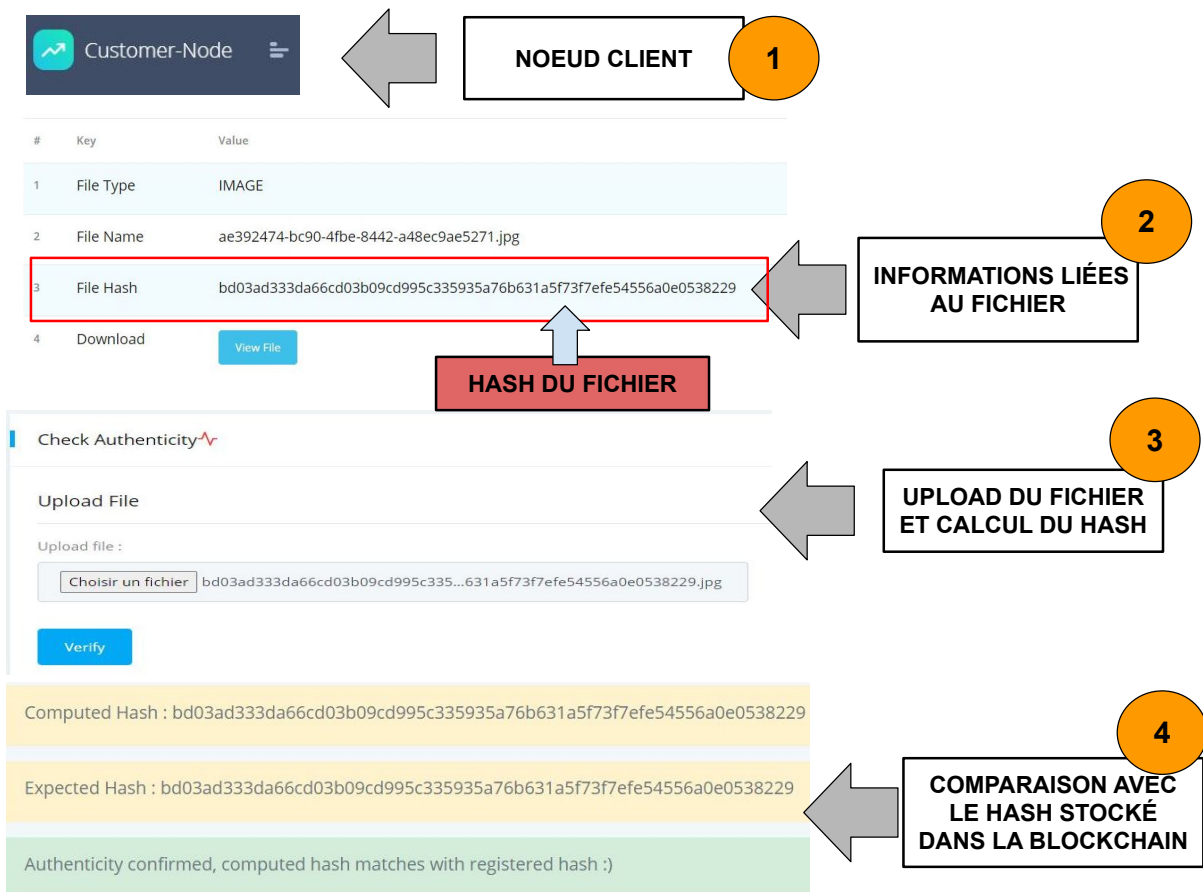 Customer-Node
NOEUD CLIENT
1
# Key Value
1 File Type IMAGE
2 File Name ae392474-bc90-4fbe-8442-a48ec9ae5271.jpg
3 File Hash bd03ad333da66cd03b09cd995c335935a76b631a5f73f7efe54556a0e0538229
4 Download View File
2
INFORMATIONS LIÉES
AU FICHIER
HASH DU FICHIER
Check Authenticity
Upload File
Upload file :
Choisir un fichier bd03ad333da66cd03b09cd995c335...631a5f73f7efe54556a0e0538229.jpg
Verify
3
UPLOAD DU FICHIER
ET CALCUL DU HASH
Computed Hash : bd03ad333da66cd03b09cd995c335935a76b631a5f73f7efe54556a0e0538229
Expected Hash : bd03ad333da66cd03b09cd995c335935a76b631a5f73f7efe54556a0e0538229
Authenticity confirmed, computed hash matches with registered hash :)
4
COMPARAISON AVEC
LE HASH STOCKÉ
DANS LA BLOCKCHAIN